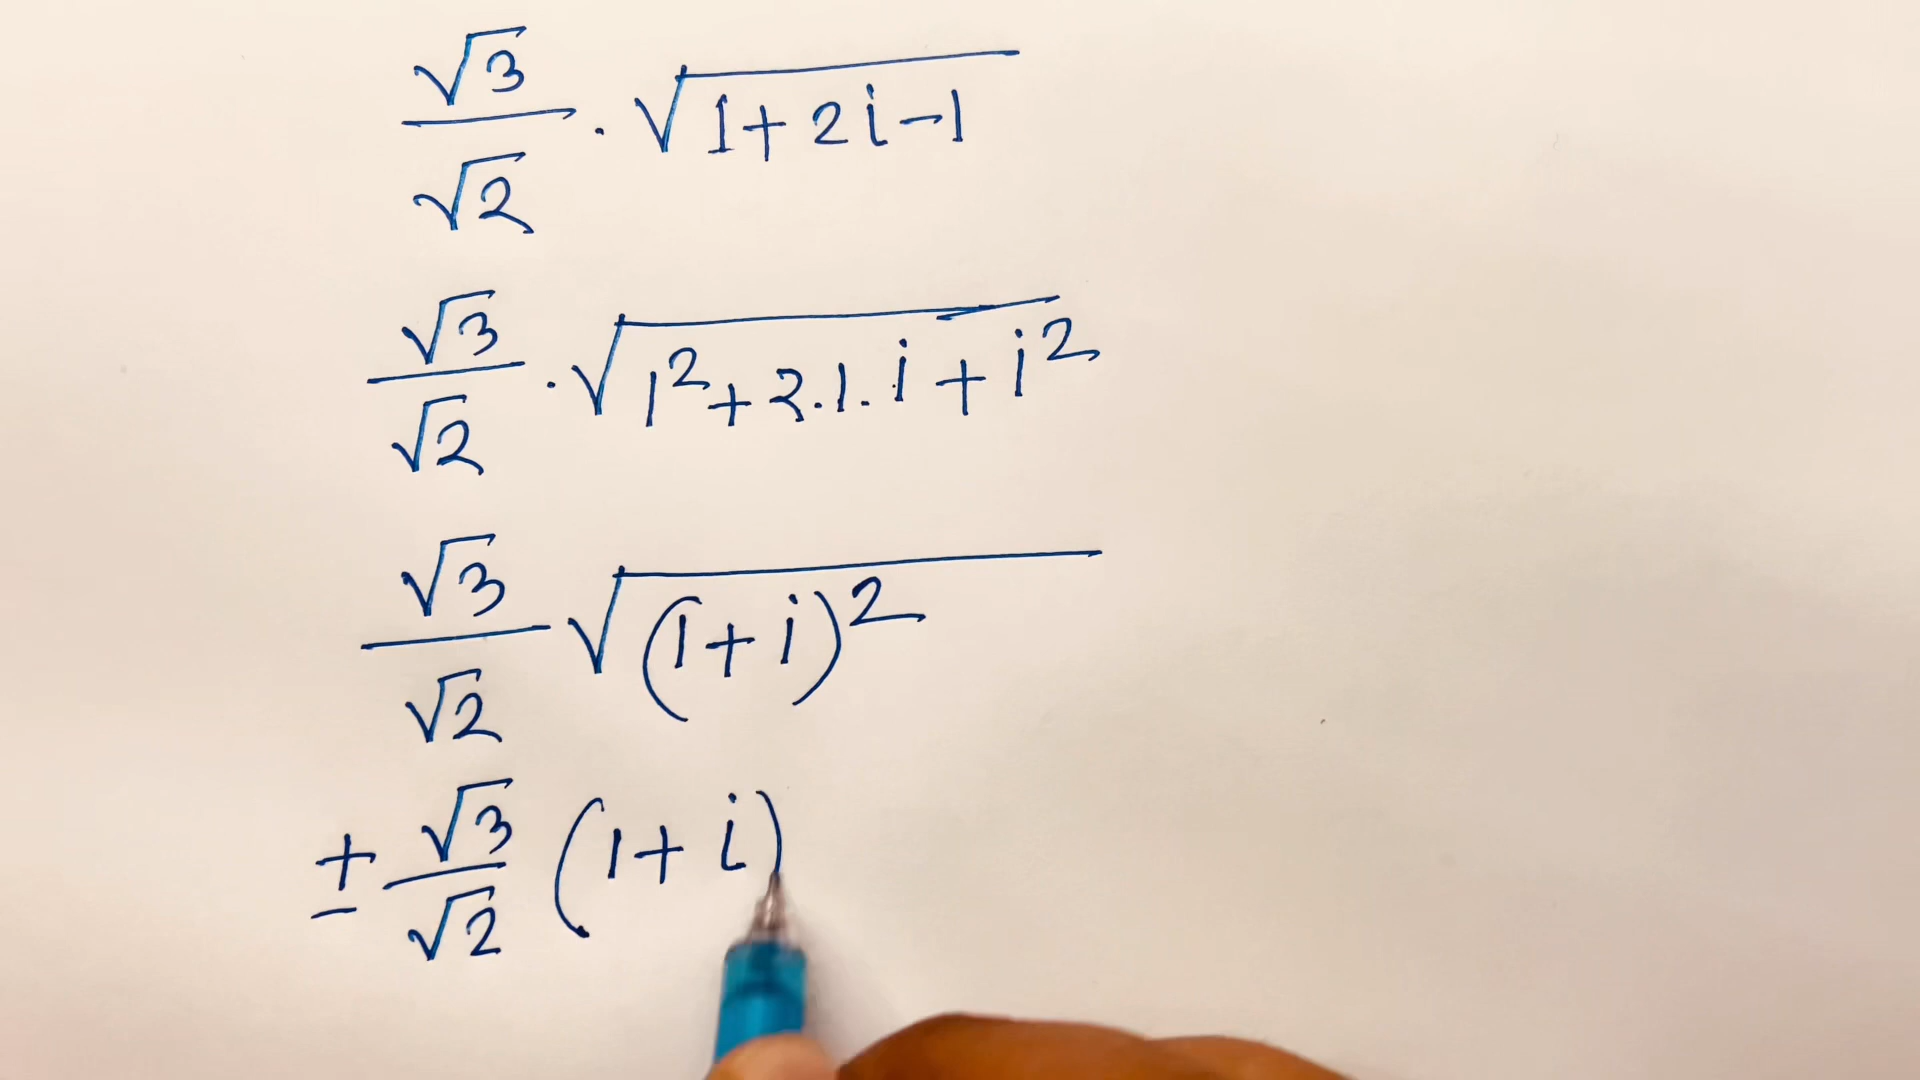 √3/√2 · √(1+2i-1)
√3/√2 · √(1²+2.1.i+i²)
√3/√2 √((1+i)²)
± √3/√2 (1+i)